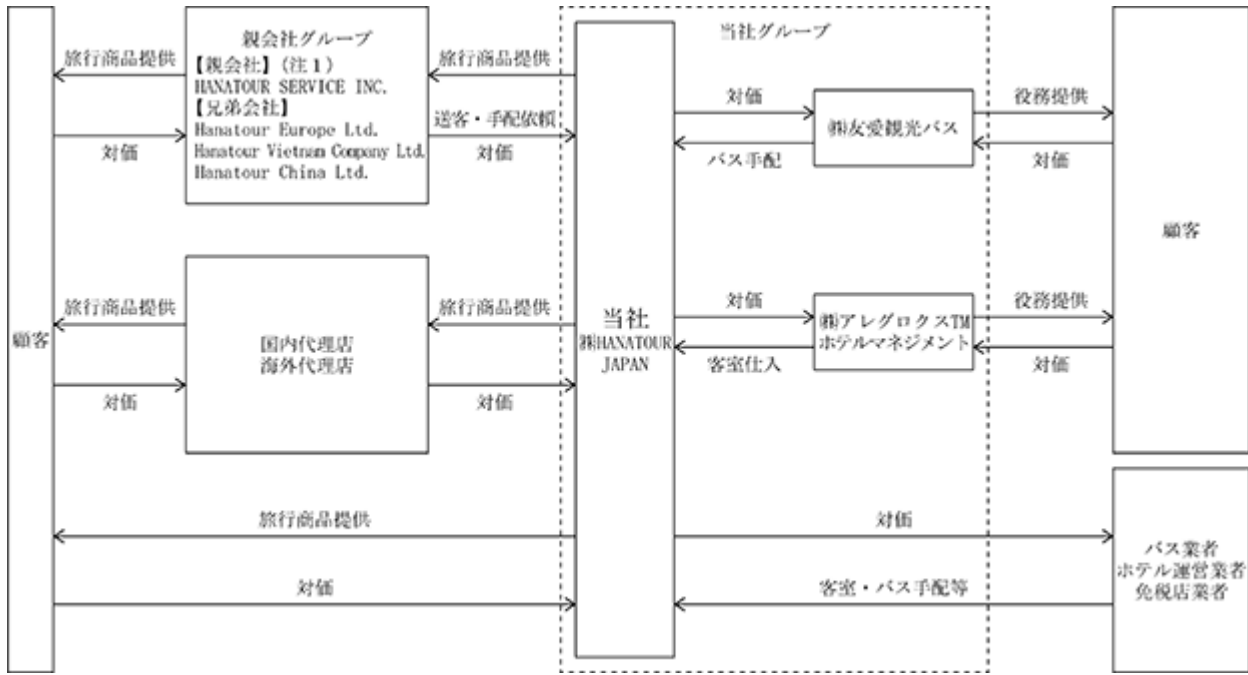 顧客
旅行商品提供
対価
親会社グループ
【親会社】(注1)
HANATOUR SERVICE INC.
【兄弟会社】
Hanatour Europe Ltd.
Hanatour Vietnam Company Ltd.
Hanatour China Ltd.
旅行商品提供
送客・手配依頼
対価
旅行商品提供
対価
国内代理店
海外代理店
旅行商品提供
対価
旅行商品提供
対価
当社グループ
当社
㈱HANATOUR
JAPAN
対価
バス手配
㈱友愛観光バス
役務提供
対価
対価
客室仕入
㈱アレグロクスTM
ホテルマネジメント
役務提供
対価
顧客
対価
客室・バス手配等
バス業者
ホテル運営業者
免税店業者